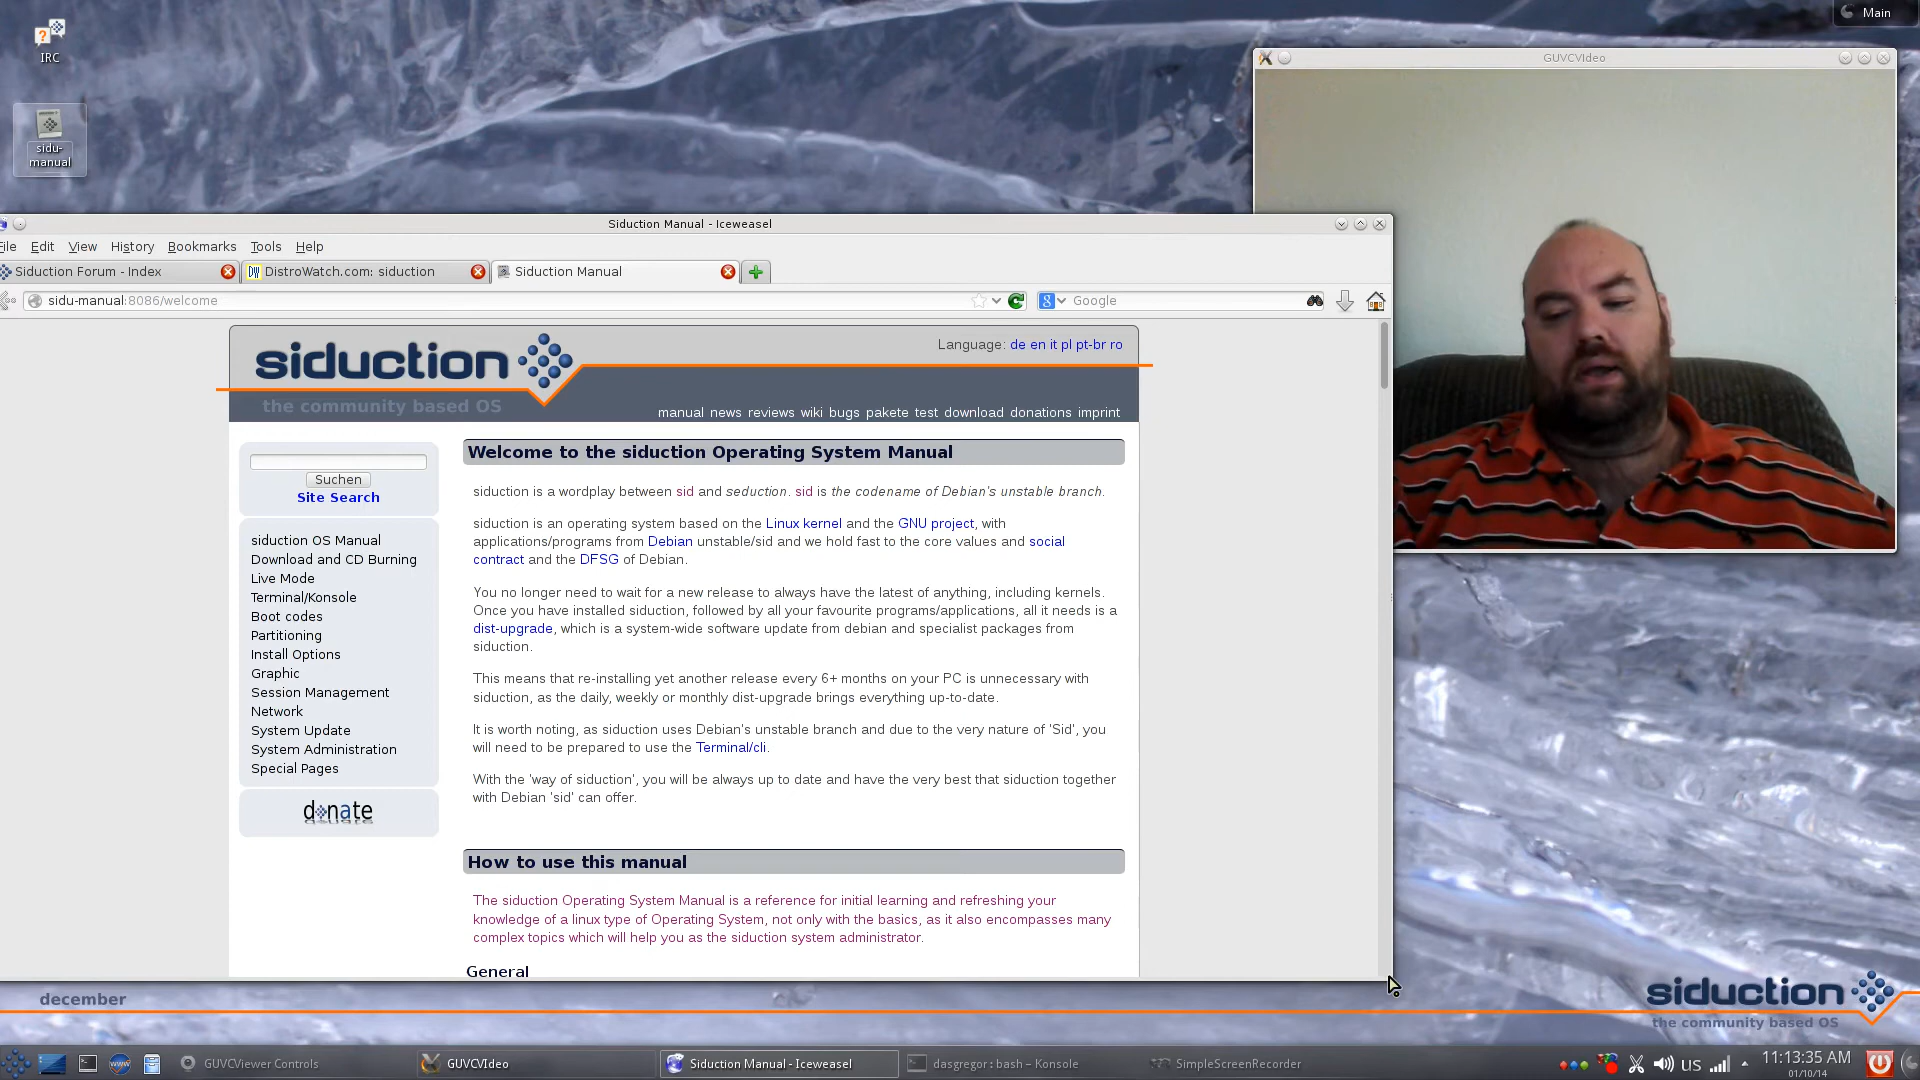 Main
IRC
sidu-
manual
GUVCVIdeo
Siduction Manual - Iceweasel
File Edit View History Bookmarks Tools Help
Siduction Forum - Index
DistroWatch.com: siduction
Siduction Manual
sidu-manual:8086/welcome
Google
siduction
the community based OS
Language: de en it pl pt-br ro
manual news reviews wiki bugs pakete test download donations imprint
Suchen
Site Search
siduction OS Manual
Download and CD Burning
Live Mode
Terminal/Konsole
Boot codes
Partitioning
Install Options
Graphic
Session Management
Network
System Update
System Administration
Special Pages
donate
Welcome to the siduction Operating System Manual
siduction is a wordplay between sid and seduction. sid is the codename of Debian's unstable branch.
siduction is an operating system based on the Linux kernel and the GNU project, with
applications/programs from Debian unstable/sid and we hold fast to the core values and social
contract and the DFSG of Debian.
You no longer need to wait for a new release to always have the latest of anything, including kernels.
Once you have installed siduction, followed by all your favourite programs/applications, all it needs is a
dist-upgrade, which is a system-wide software update from debian and specialist packages from
siduction.
This means that re-installing yet another release every 6+ months on your PC is unnecessary with
siduction, as the daily, weekly or monthly dist-upgrade brings everything up-to-date.
It is worth noting, as siduction uses Debian's unstable branch and due to the very nature of 'Sid', you
will need to be prepared to use the Terminal/cli.
With the 'way of siduction', you will be always up to date and have the very best that siduction together
with Debian 'sid' can offer.
How to use this manual
The siduction Operating System Manual is a reference for initial learning and refreshing your
knowledge of a linux type of Operating System, not only with the basics, as it also encompasses many
complex topics which will help you as the siduction system administrator.
General
december
siduction
the community based OS
GUVCViewer Controls
GUVCVIdeo
Siduction Manual - Iceweasel
dasgregor : bash – Konsole
SimpleScreenRecorder
US
11:13:35 AM
01/10/14